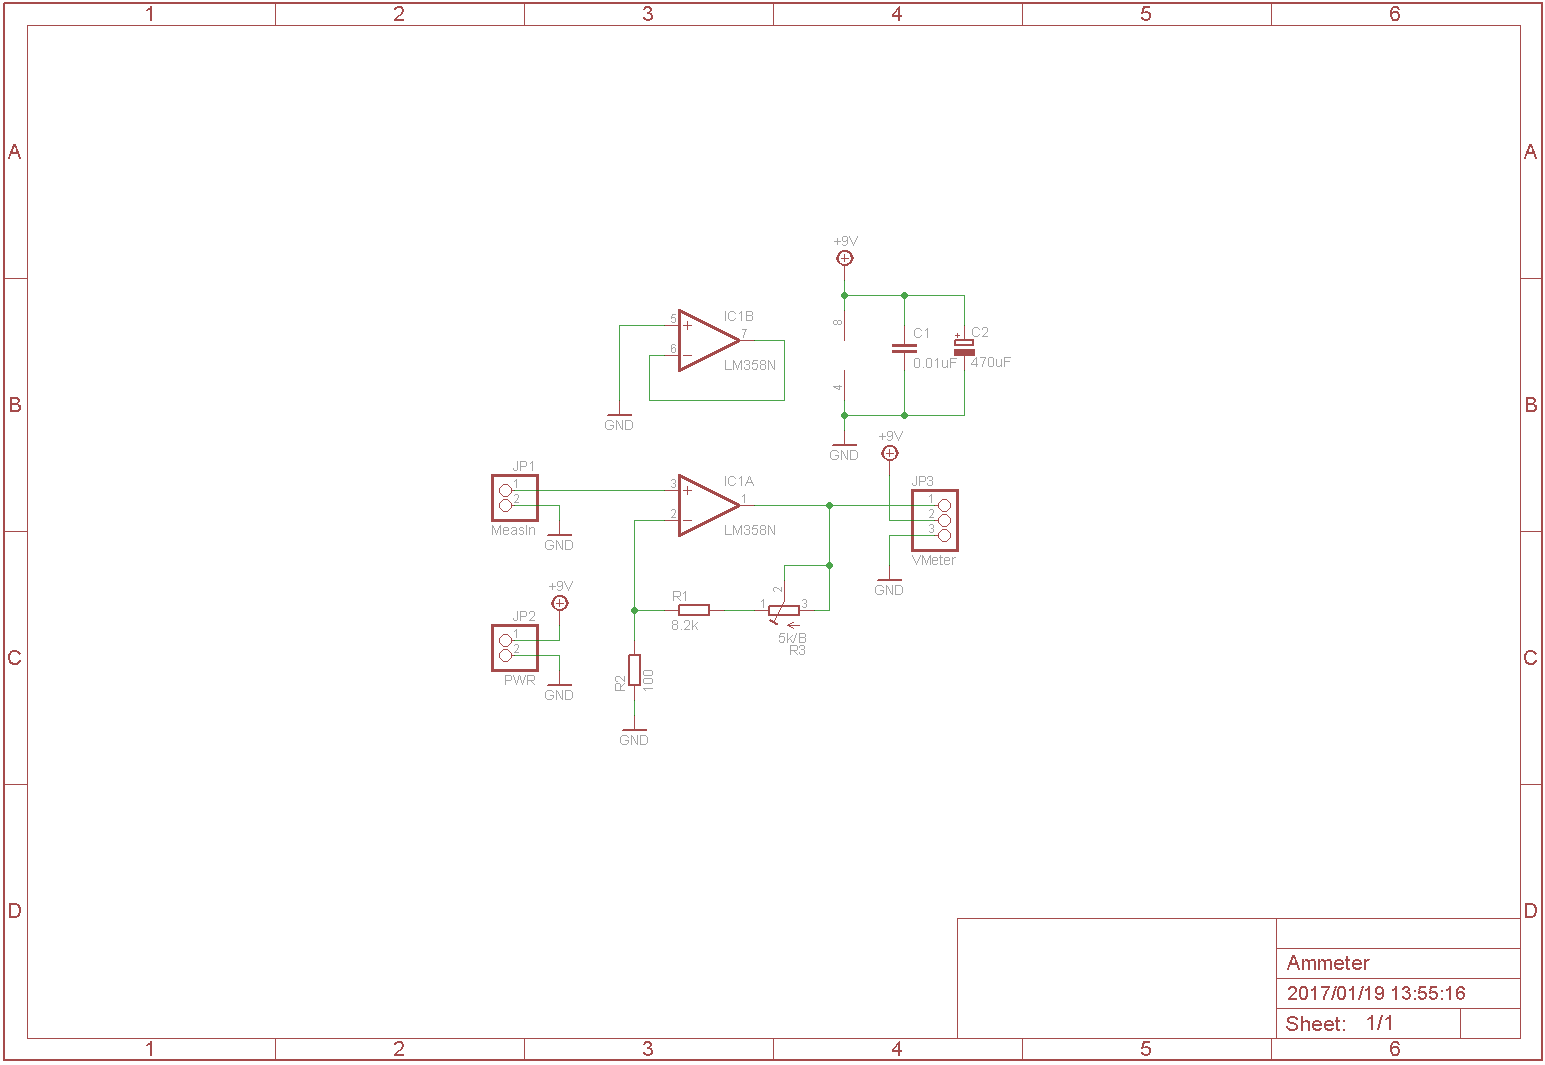 1 2 3 4 5 6
A A
+9V
IC1B
5 + 7
6 −
LM358N
8
C1
0.01uF
+ C2
470uF
4
B B
GND
GND
+9V
JP1
1
2
MeasIn
GND
IC1A
3 + 1
2 −
LM358N
JP3
1
2
3
VMeter
GND
+9V
JP2
1
2
PWR
GND
R1
8.2k
1 2 3
5k/B
R3
C C
R2
100
GND
D D
Ammeter
2017/01/19 13:55:16
Sheet: 1/1
1 2 3 4 5 6